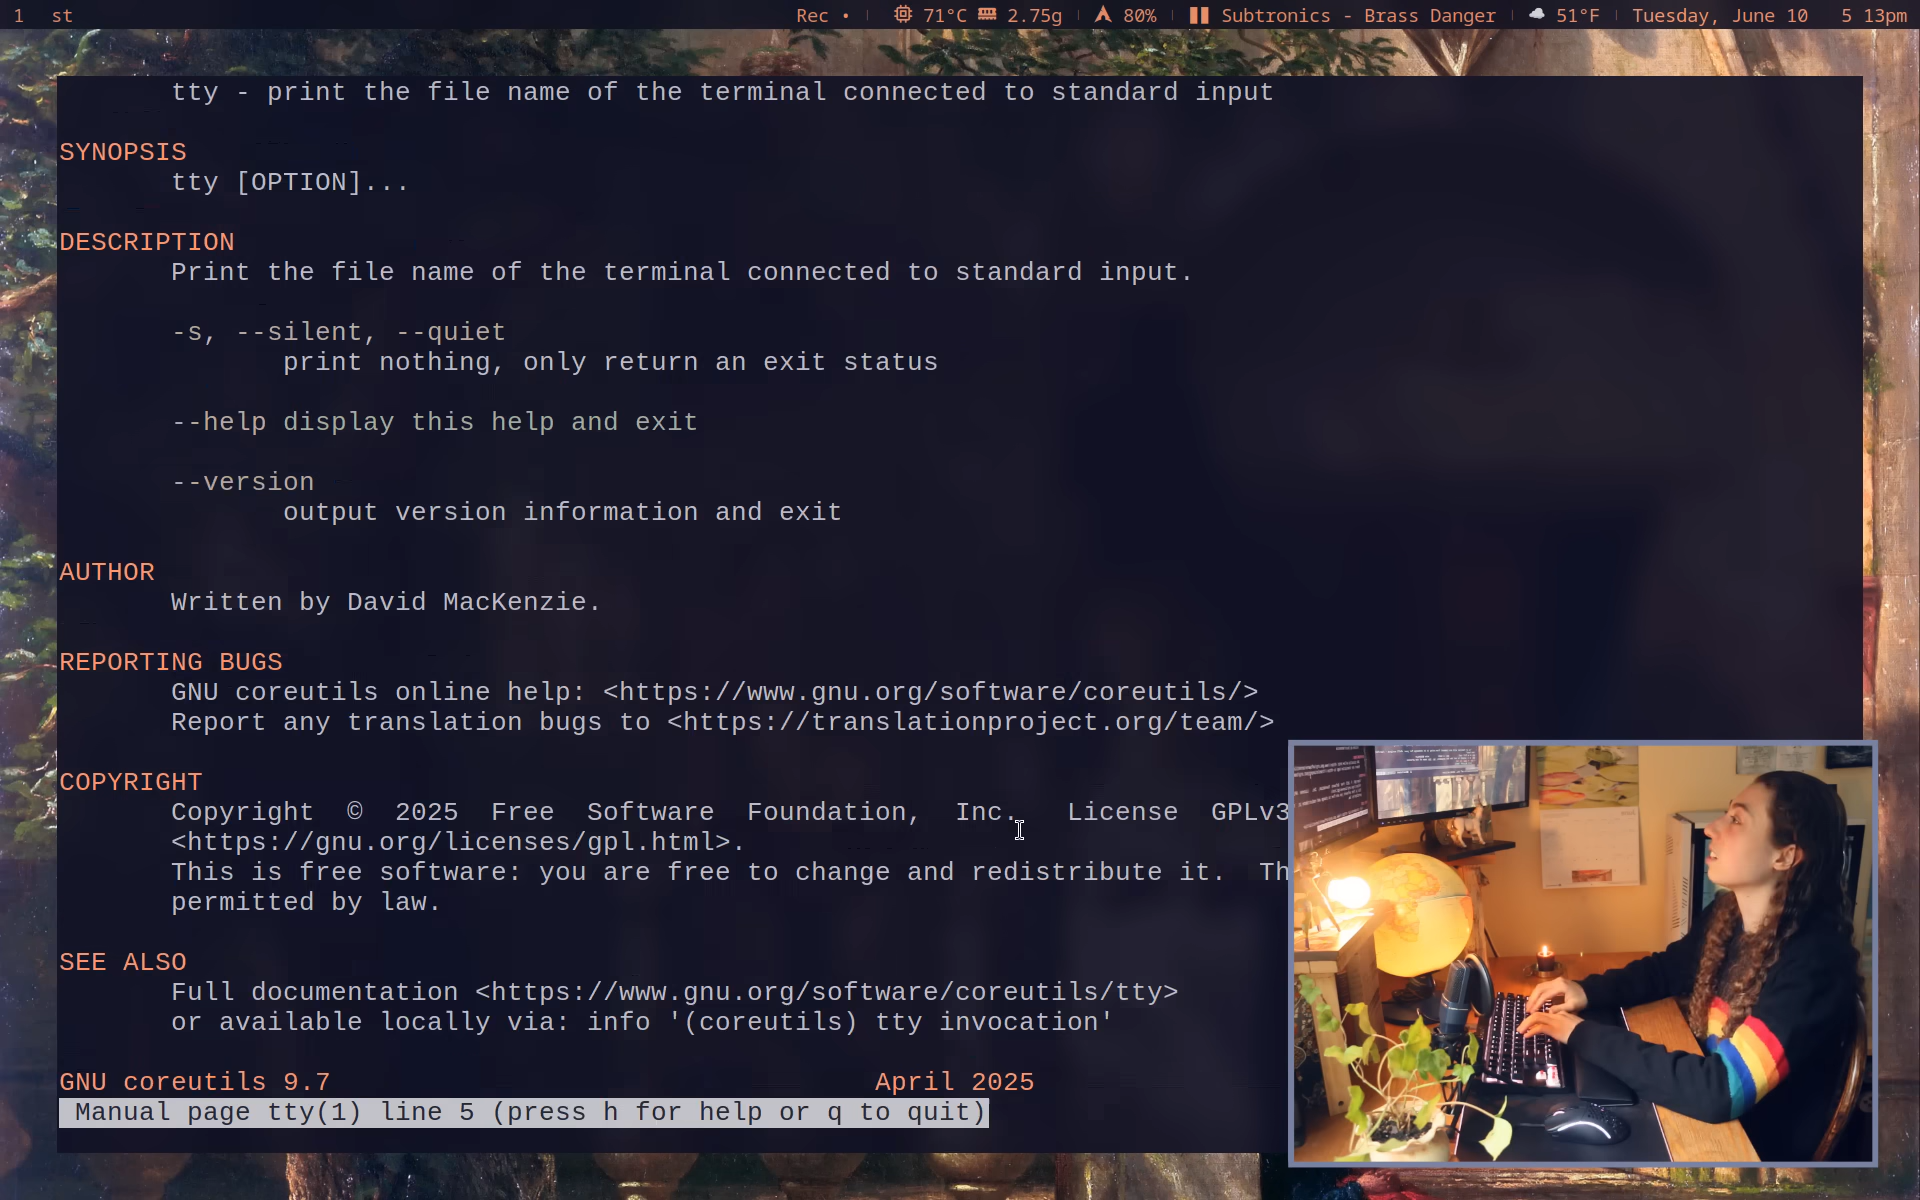 1 st Rec • 71°C 2.75g 80% Subtronics - Brass Danger 51°F Tuesday, June 10 5 13pm
tty - print the file name of the terminal connected to standard input
SYNOPSIS
tty [OPTION]...
DESCRIPTION
Print the file name of the terminal connected to standard input.
-s, --silent, --quiet
print nothing, only return an exit status
--help display this help and exit
--version
output version information and exit
AUTHOR
Written by David MacKenzie.
REPORTING BUGS
GNU coreutils online help: <https://www.gnu.org/software/coreutils/>
Report any translation bugs to <https://translationproject.org/team/>
COPYRIGHT
Copyright © 2025 Free Software Foundation, Inc. License GPLv3
<https://gnu.org/licenses/gpl.html>.
This is free software: you are free to change and redistribute it. Th
permitted by law.
SEE ALSO
Full documentation <https://www.gnu.org/software/coreutils/tty>
or available locally via: info '(coreutils) tty invocation'
GNU coreutils 9.7 April 2025
Manual page tty(1) line 5 (press h for help or q to quit)